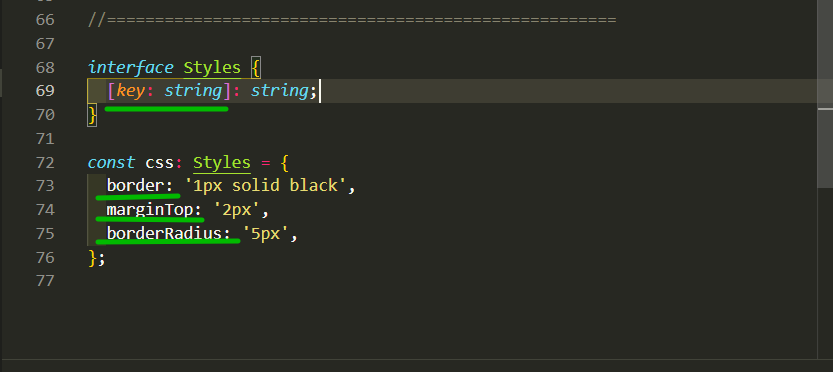 66 //=====================================================
67
68 interface Styles {
69 [key: string]: string;
70 }
71
72 const css: Styles = {
73 border: '1px solid black',
74 marginTop: '2px',
75 borderRadius: '5px',
76 };
77